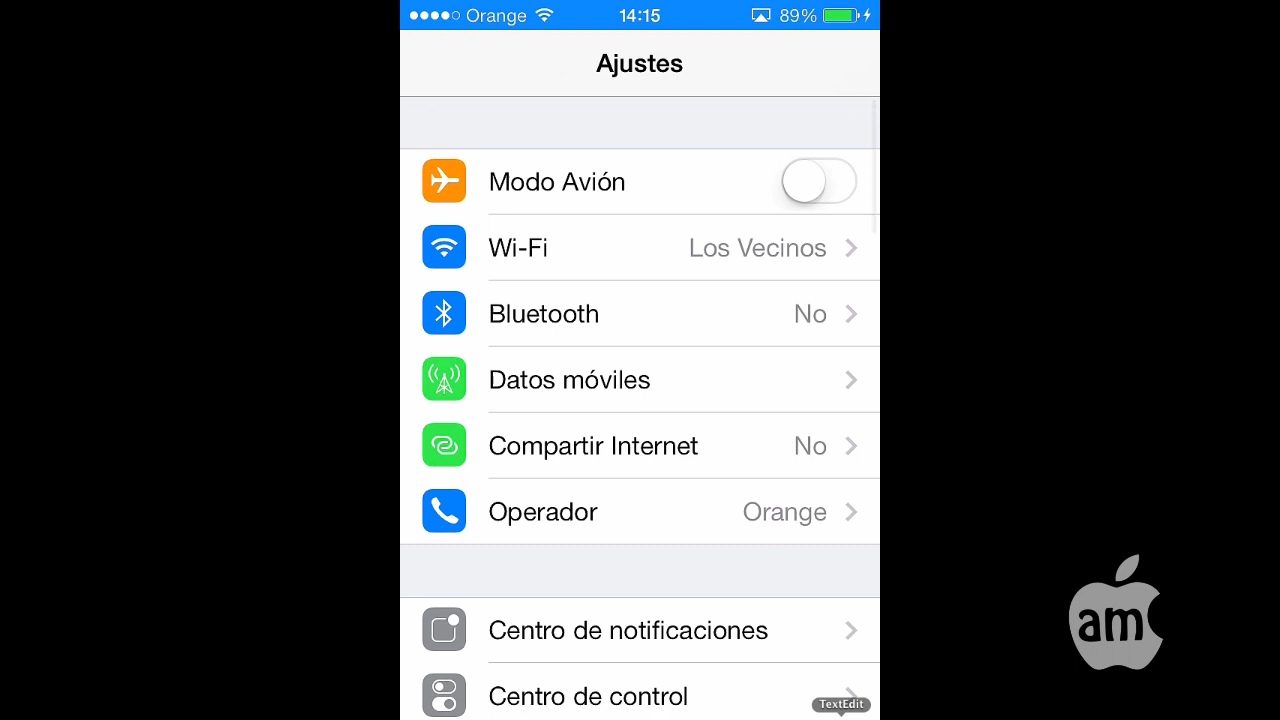 Orange 14:15 89%
Ajustes
Modo Avión
Wi-Fi Los Vecinos
Bluetooth No
Datos móviles
Compartir Internet No
Operador Orange
Centro de notificaciones
Centro de control
TextEdit
am